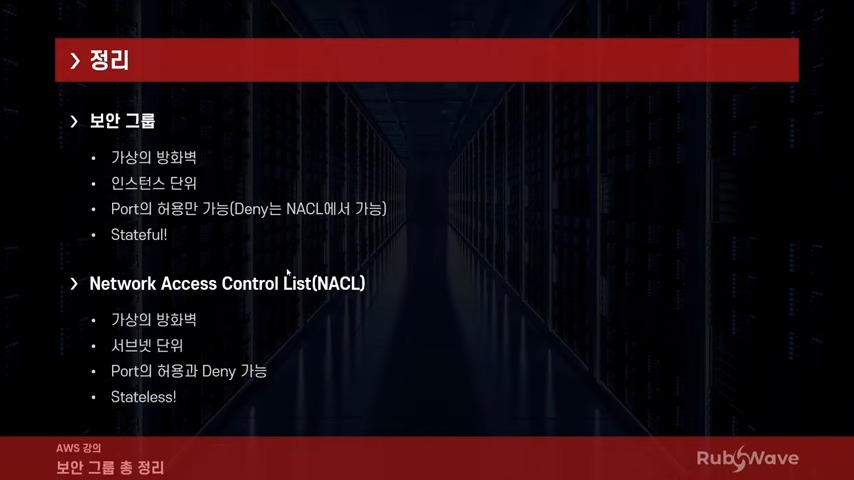 정리
보안 그룹
가상의 방화벽
인스턴스 단위
Port의 허용만 가능(Deny는 NACL에서 가능)
Stateful!
Network Access Control List(NACL)
가상의 방화벽
서브넷 단위
Port의 허용과 Deny 가능
Stateless!
AWS 강의
보안 그룹 총 정리
RubyWave